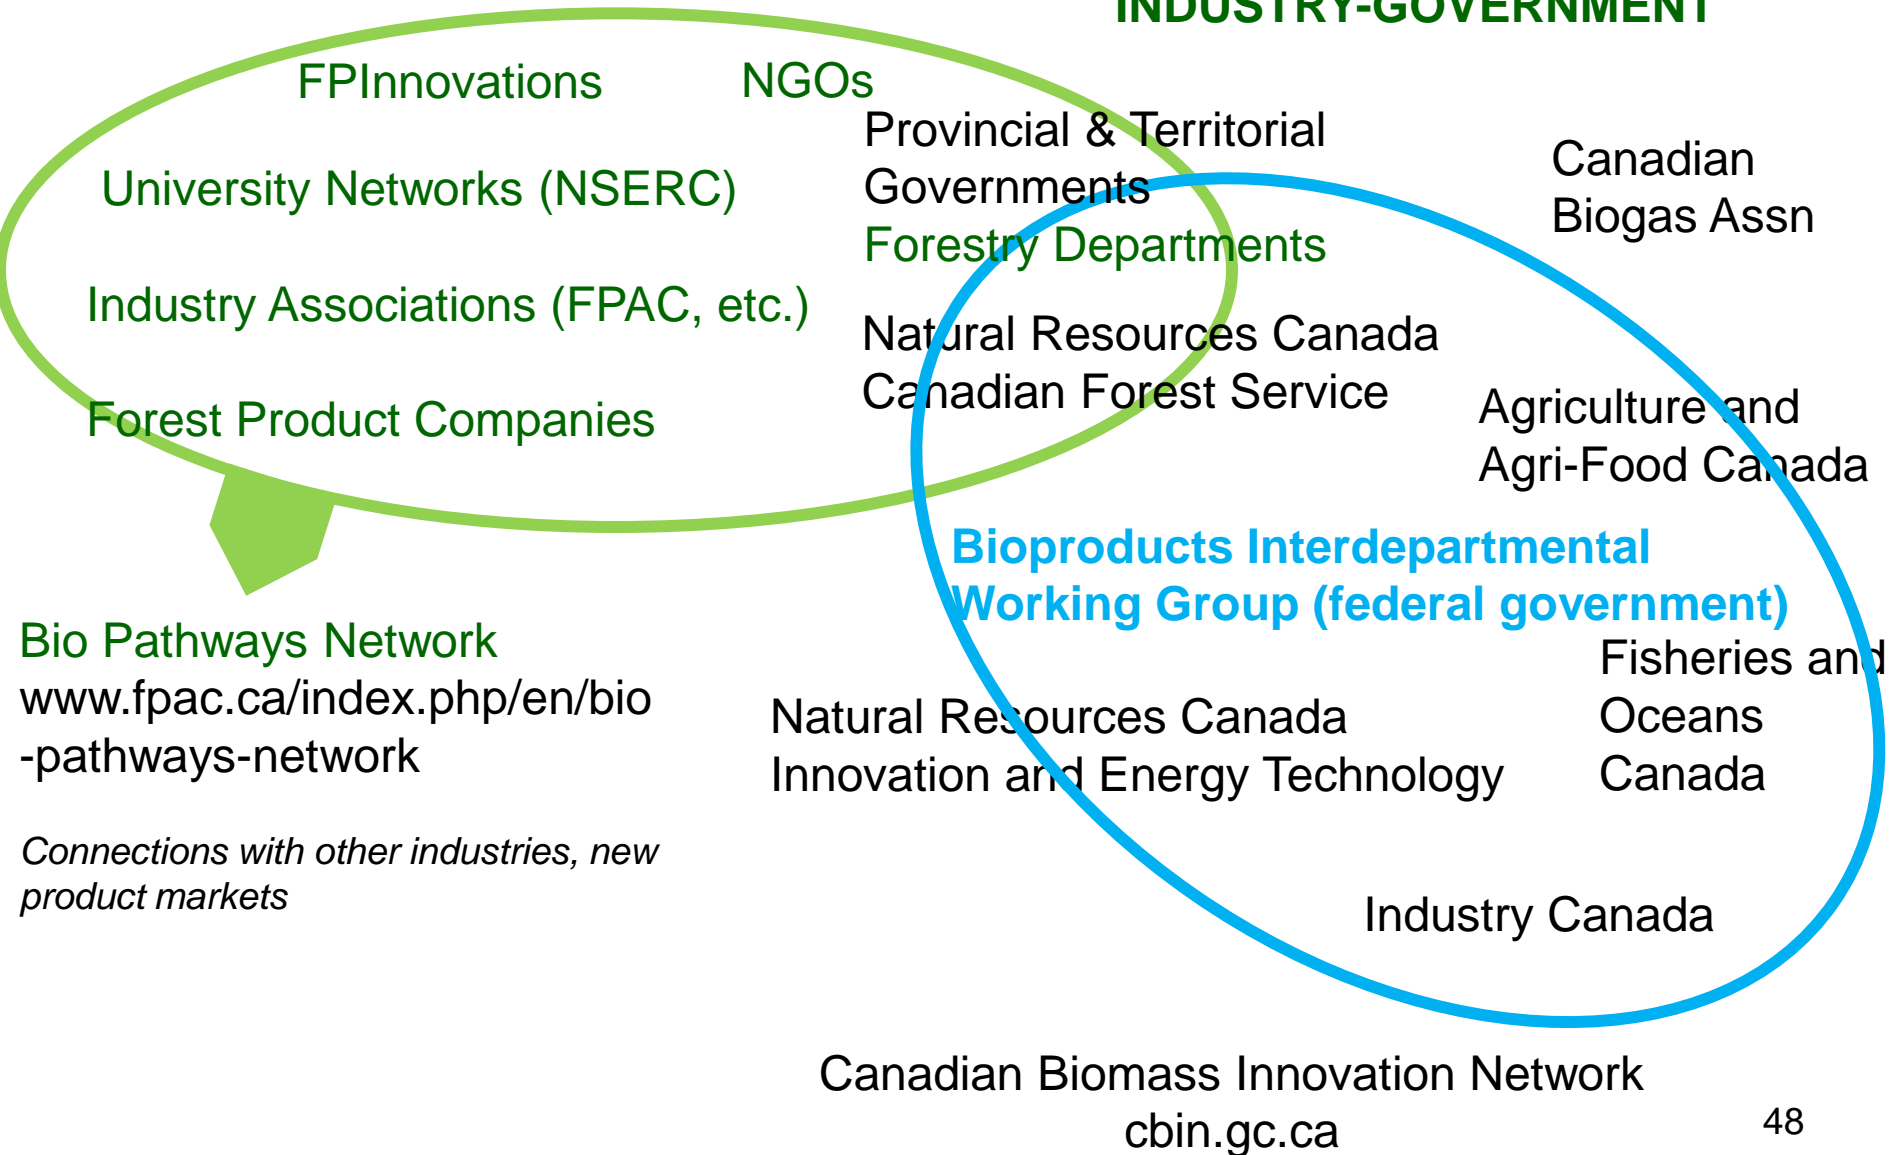 INDUSTRY-GOVERNMENT
FPInnovations
NGOs
Provincial & Territorial
Governments
Forestry Departments
Canadian
Biogas Assn
University Networks (NSERC)
Industry Associations (FPAC, etc.)
Natural Resources Canada
Canadian Forest Service
Forest Product Companies
Agriculture and
Agri-Food Canada
Bioproducts Interdepartmental
Working Group (federal government)
Bio Pathways Network
www.fpac.ca/index.php/en/bio
-pathways-network
Fisheries and
Oceans
Canada
Natural Resources Canada
Innovation and Energy Technology
Connections with other industries, new
product markets
Industry Canada
Canadian Biomass Innovation Network
cbin.gc.ca
48